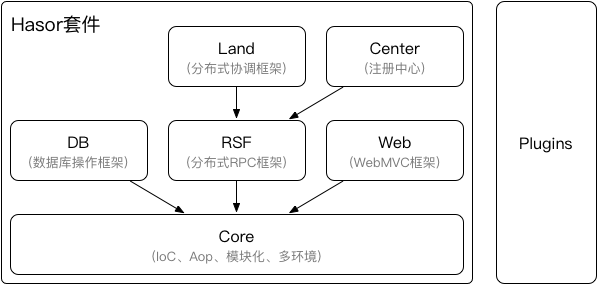 Hasor套件
Land
（分布式协调框架）
Center
（注册中心）
DB
（数据库操作框架）
RSF
（分布式RPC框架）
Web
（WebMVC框架）
Plugins
Core
（IoC、Aop、模块化、多环境）